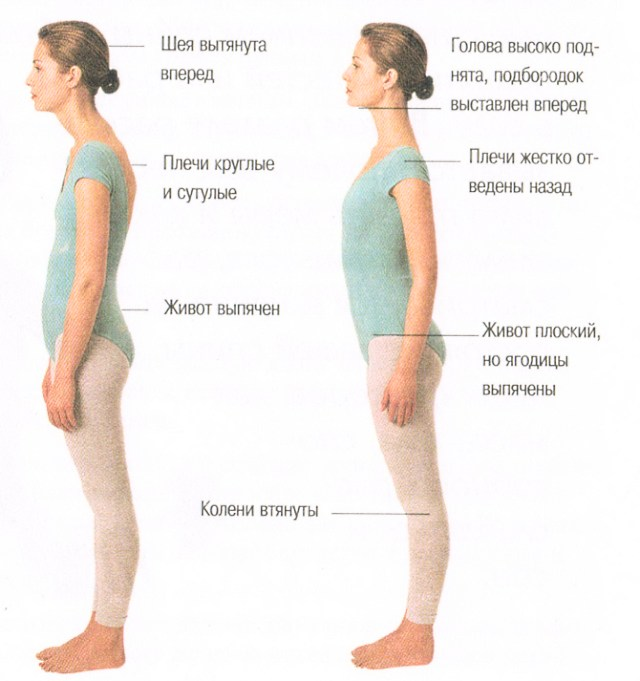 Шея вытянута
вперед
Плечи круглые
и сутулые
Живот выпячен
Голова высоко под-
нята, подбородок
выставлен вперед
Плечи жестко от-
ведены назад
Живот плоский,
но ягодицы
выпячены
Колени втянуты